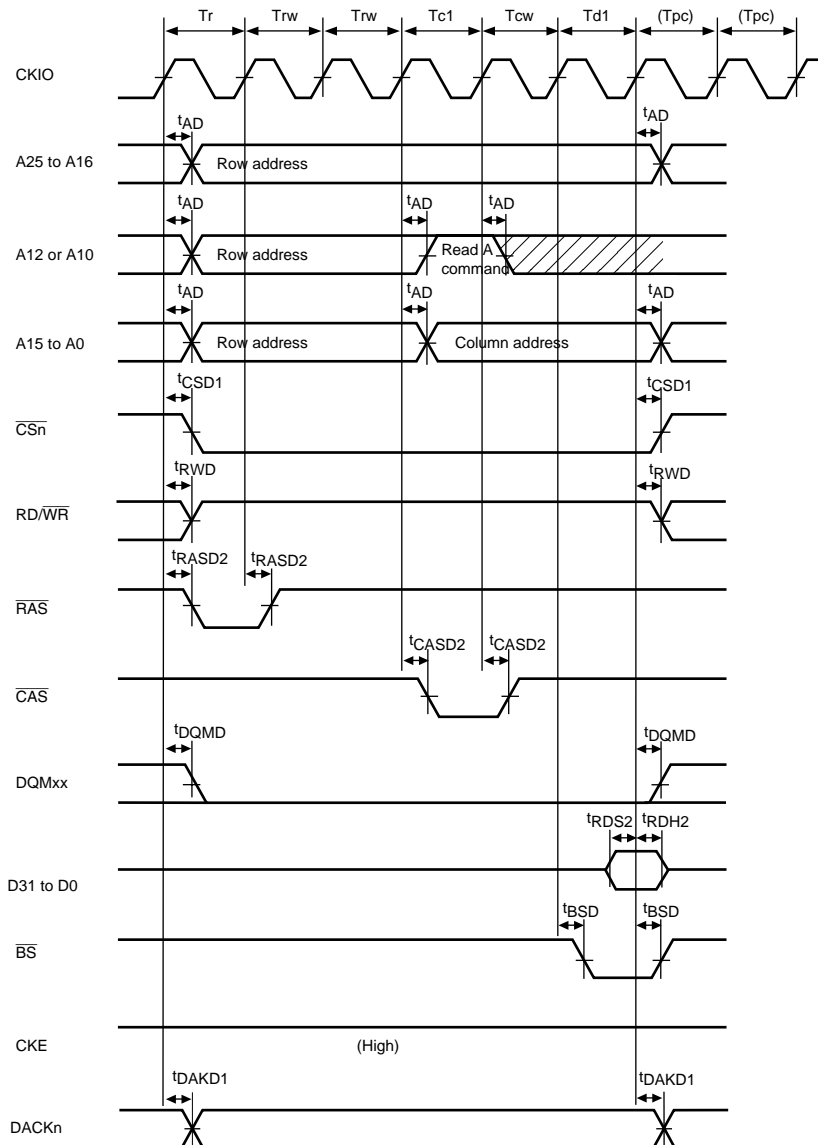 Tr Trw Trw Tc1 Tcw Td1 (Tpc) (Tpc)
CKIO
tAD tAD
A25 to A16 Row address
tAD tAD tAD
A12 or A10 Row address Read A
command
tAD tAD tAD
A15 to A0 Row address Column address
tCSD1 tCSD1
CSn
tRWD tRWD
RD/WR
tRASD2 tRASD2
RAS
tCASD2 tCASD2
CAS
tDQMD tDQMD
DQMxx
tRDS2 tRDH2
D31 to D0
tBSD tBSD
BS
CKE (High)
tDAKD1 tDAKD1
DACKn